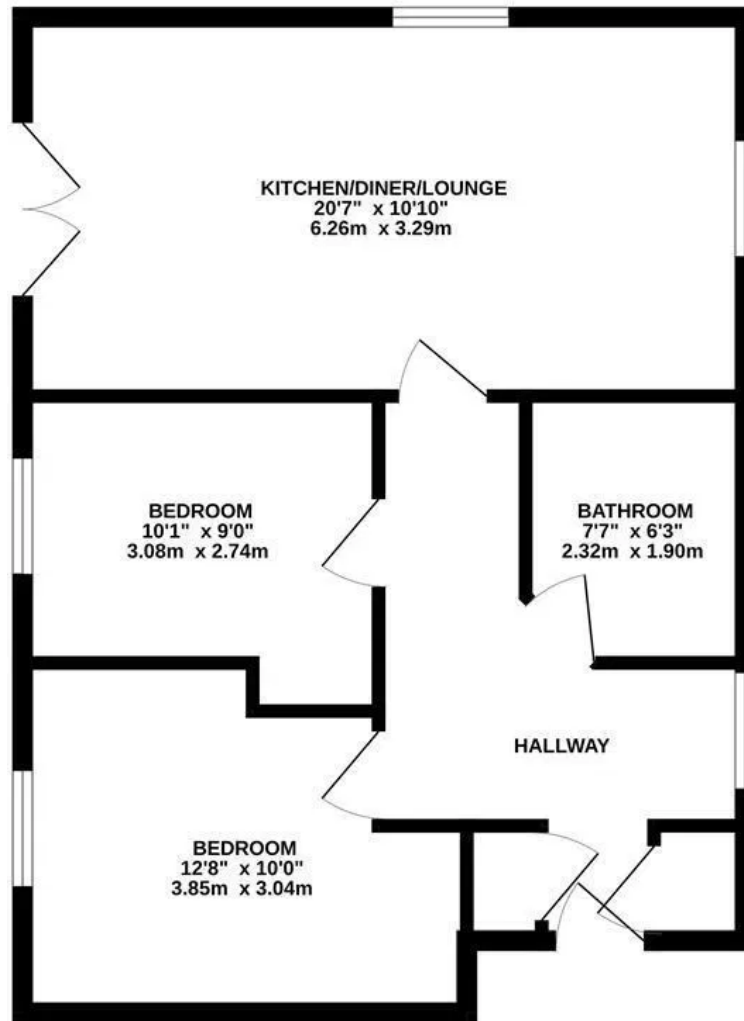 KITCHEN/DINER/LOUNGE
20'7" x 10'10"
6.26m x 3.29m
BEDROOM
10'1" x 9'0"
3.08m x 2.74m
BATHROOM
7'7" x 6'3"
2.32m x 1.90m
HALLWAY
BEDROOM
12'8" x 10'0"
3.85m x 3.04m